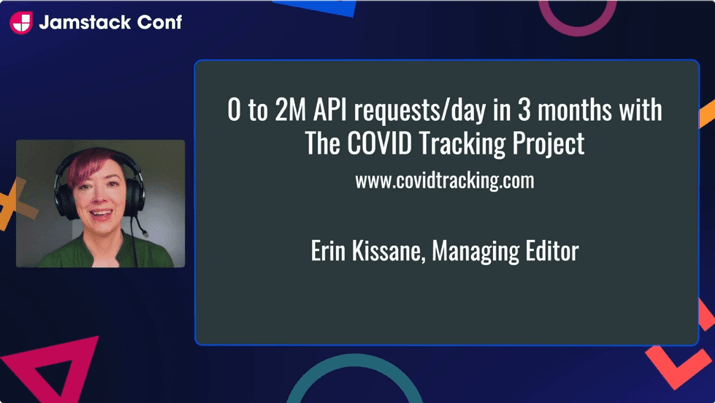 Jamstack Conf
0 to 2M API requests/day in 3 months with
The COVID Tracking Project
www.covidtracking.com
Erin Kissane, Managing Editor